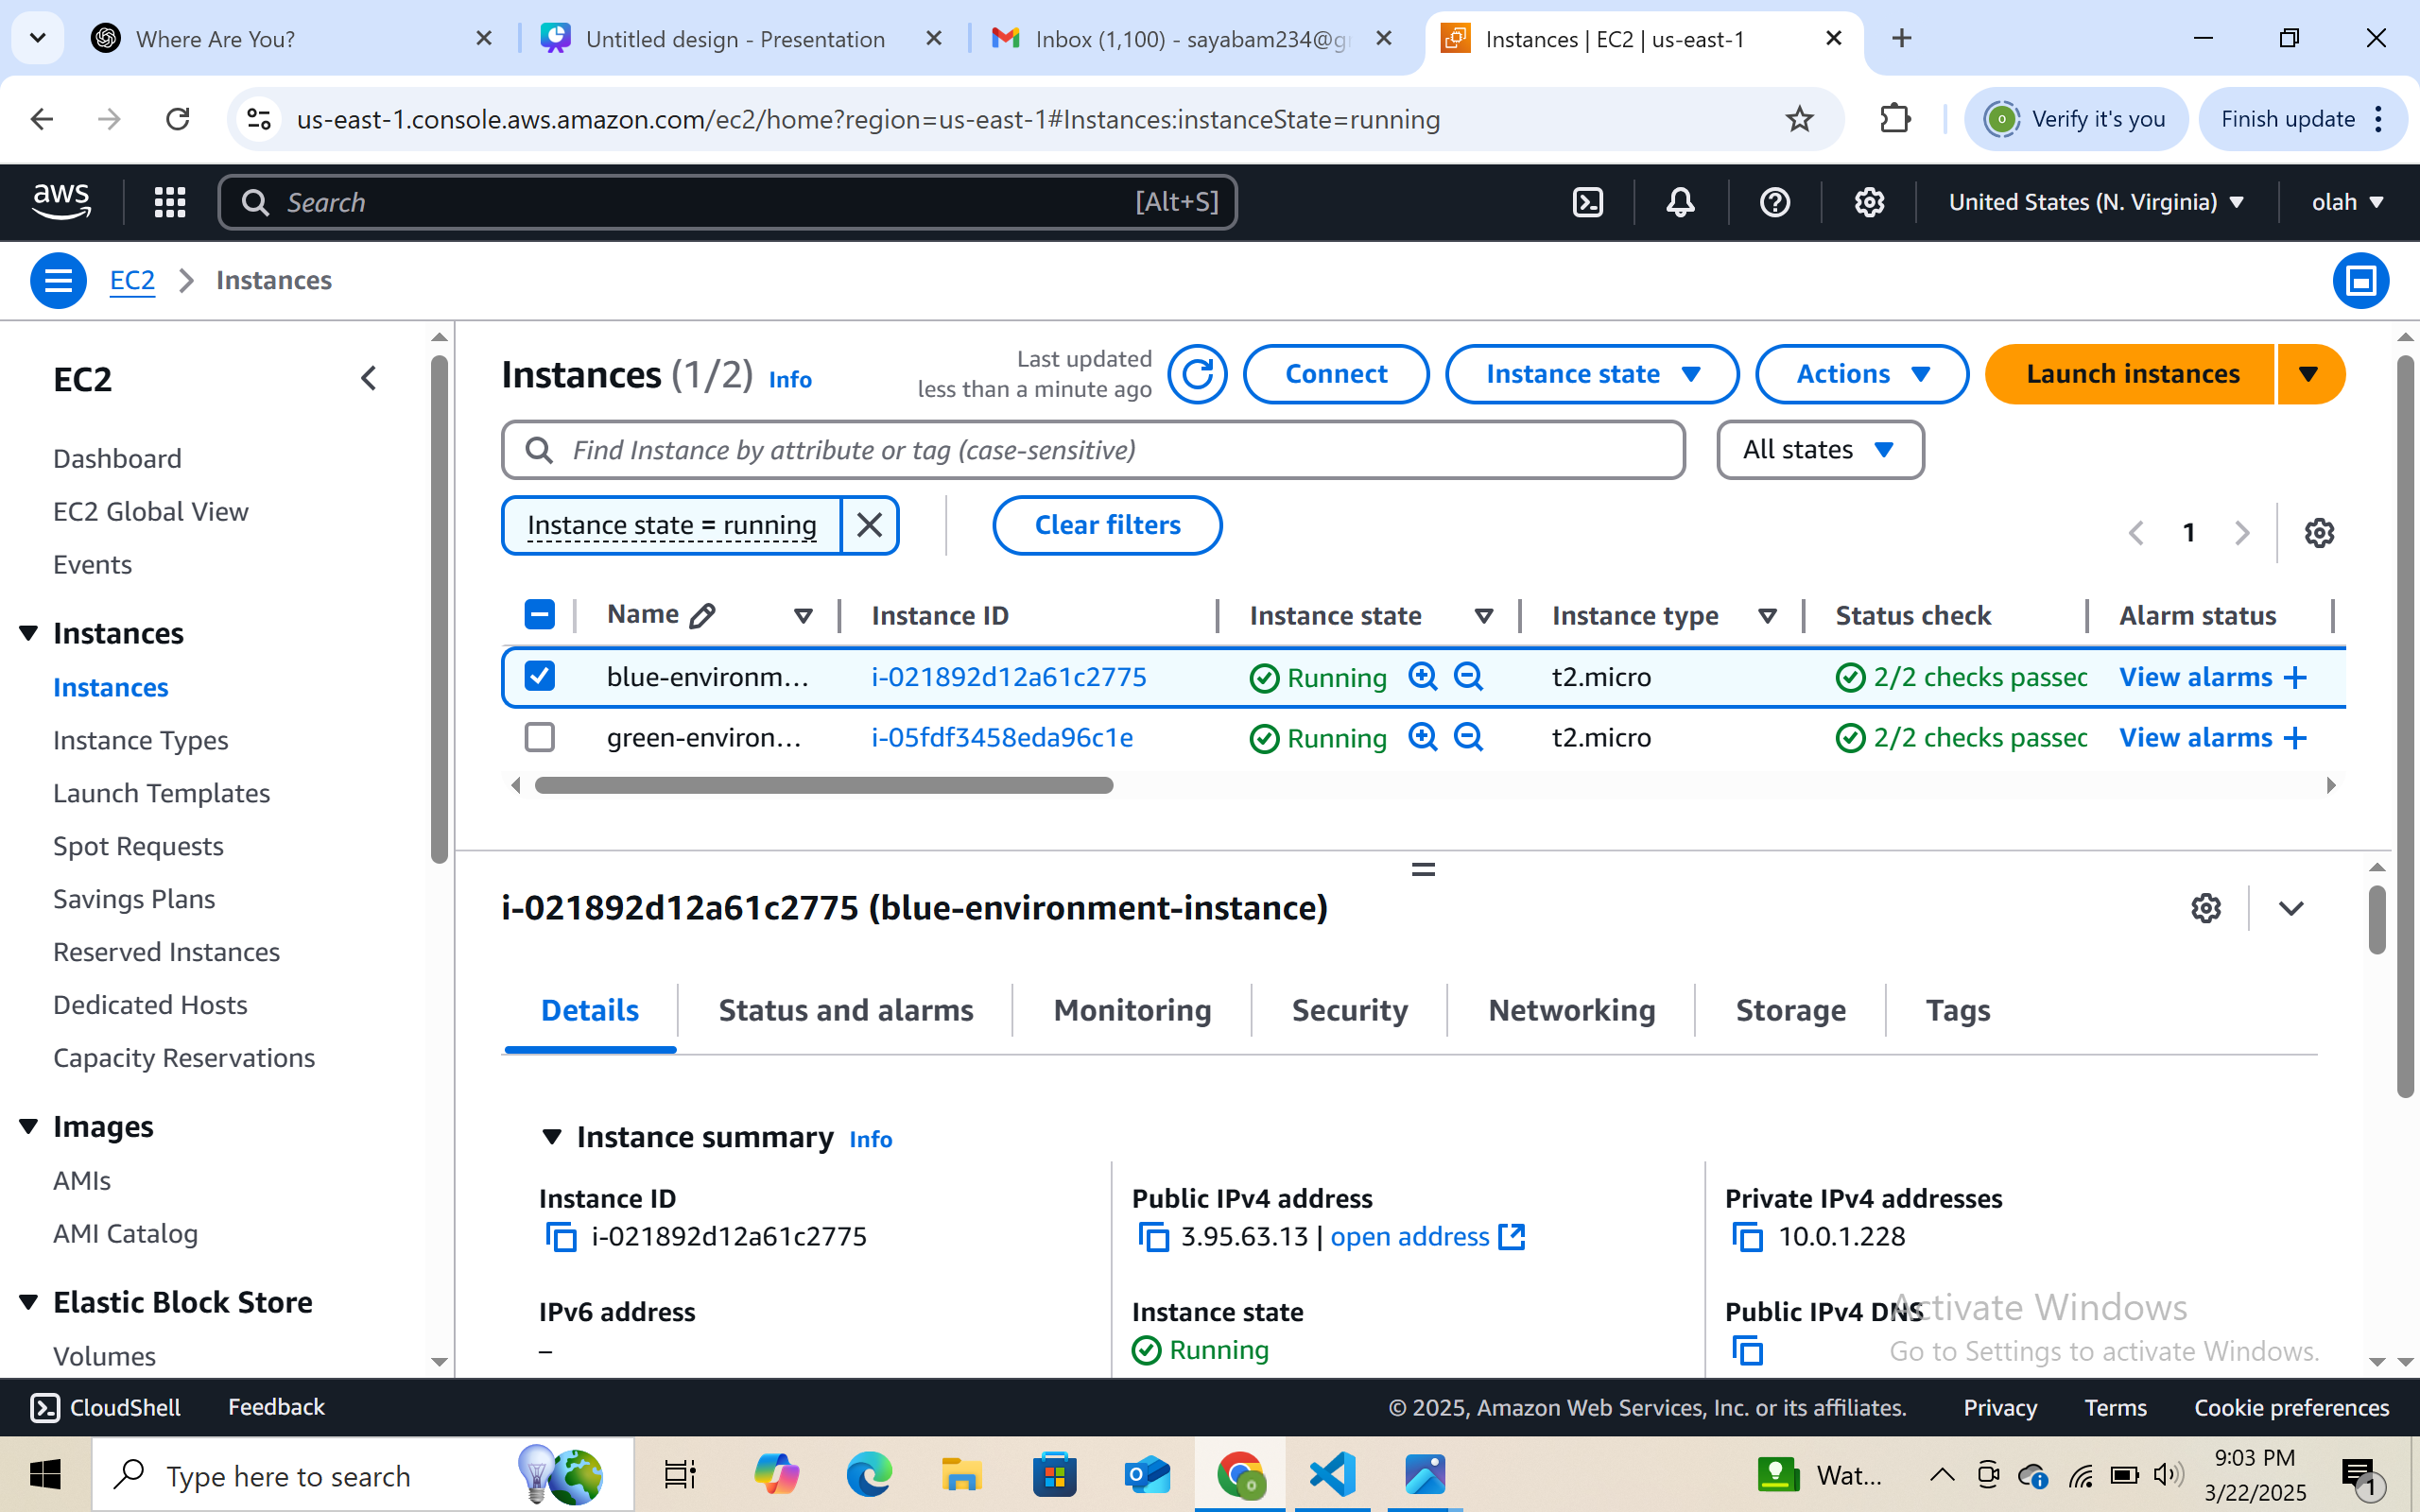 Where Are You?
Untitled design - Presentation
Inbox (1,100) - sayabam234@g
Instances | EC2 | us-east-1
us-east-1.console.aws.amazon.com/ec2/home?region=us-east-1#Instances:instanceState=running
Verify it's you
Finish update
aws
Search
[Alt+S]
United States (N. Virginia)
olah
EC2
Instances
EC2
Dashboard
EC2 Global View
Events
Instances
Instances
Instance Types
Launch Templates
Spot Requests
Savings Plans
Reserved Instances
Dedicated Hosts
Capacity Reservations
Images
AMIs
AMI Catalog
Elastic Block Store
Volumes
Instances (1/2) Info
Last updated
less than a minute ago
Connect
Instance state
Actions
Launch instances
Find Instance by attribute or tag (case-sensitive)
All states
Instance state = running
Clear filters
1
Name Instance ID Instance state Instance type Status check Alarm status
blue-environm... i-021892d12a61c2775 Running t2.micro 2/2 checks passec View alarms +
green-environ... i-05fdf3458eda96c1e Running t2.micro 2/2 checks passec View alarms +
i-021892d12a61c2775 (blue-environment-instance)
Details
Status and alarms
Monitoring
Security
Networking
Storage
Tags
Instance summary Info
Instance ID
i-021892d12a61c2775
Public IPv4 address
3.95.63.13 | open address
Private IPv4 addresses
10.0.1.228
IPv6 address
–
Instance state
Running
Public IPv4 DNS
Activate Windows
Go to Settings to activate Windows.
CloudShell
Feedback
© 2025, Amazon Web Services, Inc. or its affiliates.
Privacy
Terms
Cookie preferences
Type here to search
Wat...
9:03 PM
3/22/2025
1